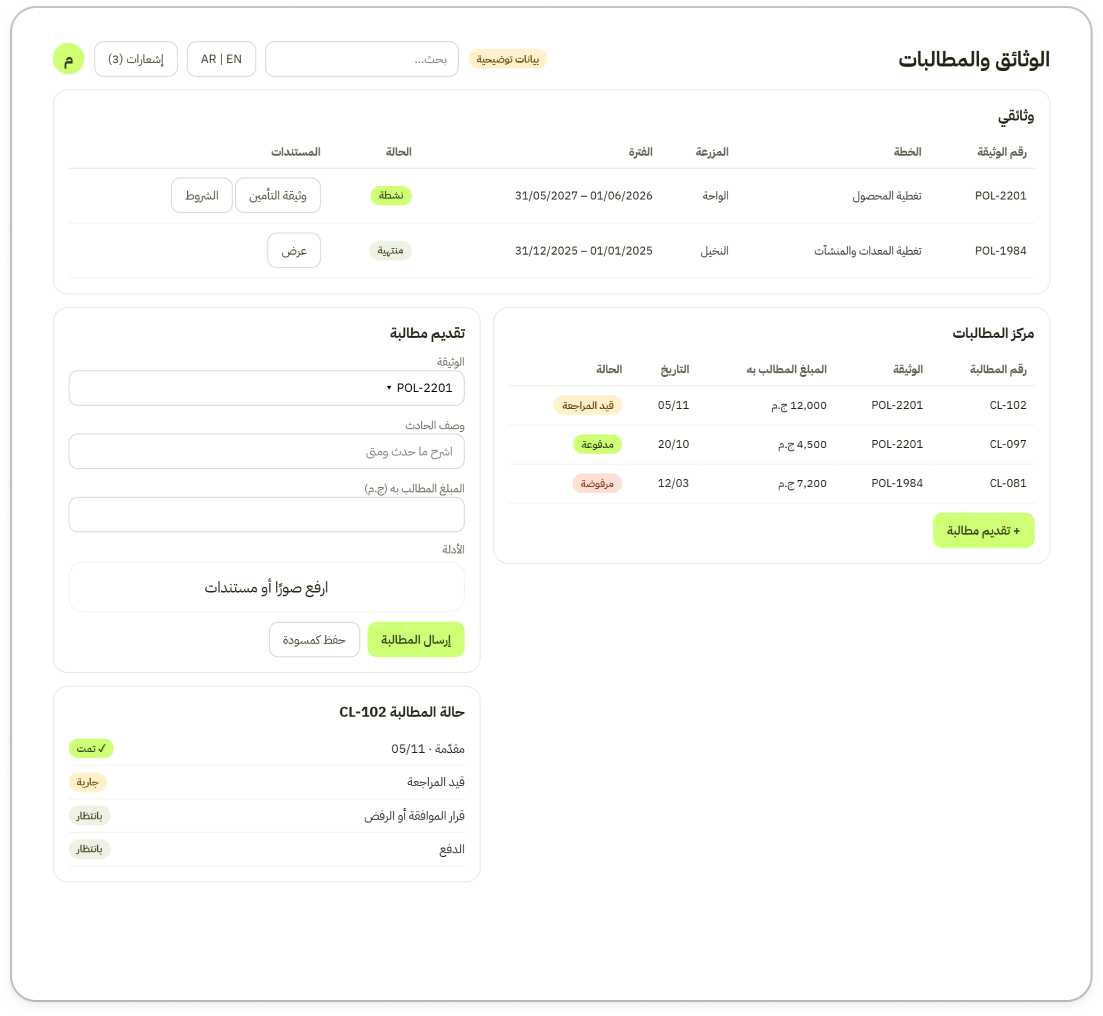 الوثائق والمطالبات
بيانات توضيحية
بحث...
AR | EN
إشعارات (3)
م
وثائقي
رقم الوثيقة الخطة المزرعة الفترة الحالة المستندات
POL-2201 تغطية المحصول الواحة 01/06/2026 – 31/05/2027 نشطة وثيقة التأمين الشروط
POL-1984 تغطية المعدات والمنشآت النخيل 01/01/2025 – 31/12/2025 منتهية عرض
مركز المطالبات
رقم المطالبة الوثيقة المبلغ المطالب به التاريخ الحالة
CL-102 POL-2201 12,000 ج.م 05/11 قيد المراجعة
CL-097 POL-2201 4,500 ج.م 20/10 مدفوعة
CL-081 POL-1984 7,200 ج.م 12/03 مرفوضة
+ تقديم مطالبة
تقديم مطالبة
الوثيقة
POL-2201 ▾
وصف الحادث
اشرح ما حدث ومتى
المبلغ المطالب به (ج.م)
الأدلة
ارفع صورًا أو مستندات
إرسال المطالبة حفظ كمسودة
حالة المطالبة CL-102
مقدّمة · 05/11 ✓ تمت
قيد المراجعة جارية
قرار الموافقة أو الرفض بانتظار
الدفع بانتظار